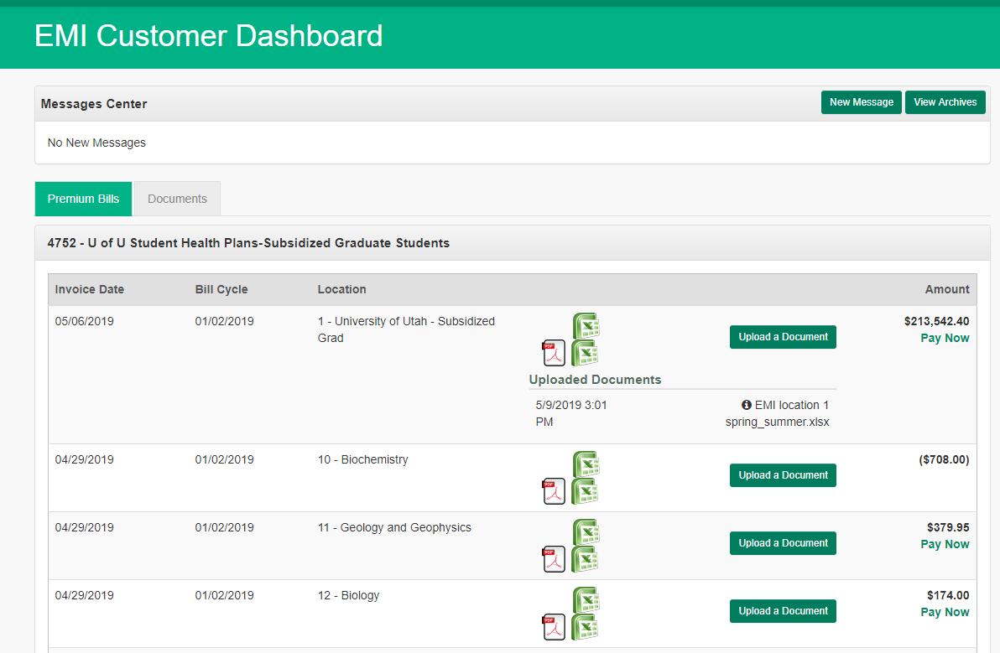 EMI Customer Dashboard
Messages Center
New Message
View Archives
No New Messages
Premium Bills
Documents
4752 - U of U Student Health Plans-Subsidized Graduate Students
Invoice Date Bill Cycle Location Amount
05/06/2019 01/02/2019 1 - University of Utah - Subsidized $213,542.40
Grad Upload a Document Pay Now
PDF
Uploaded Documents
5/9/2019 3:01 EMI location 1
PM spring_summer.xlsx
04/29/2019 01/02/2019 10 - Biochemistry ($708.00)
Upload a Document
PDF
04/29/2019 01/02/2019 11 - Geology and Geophysics $379.95
Upload a Document Pay Now
PDF
04/29/2019 01/02/2019 12 - Biology $174.00
Upload a Document Pay Now
PDF